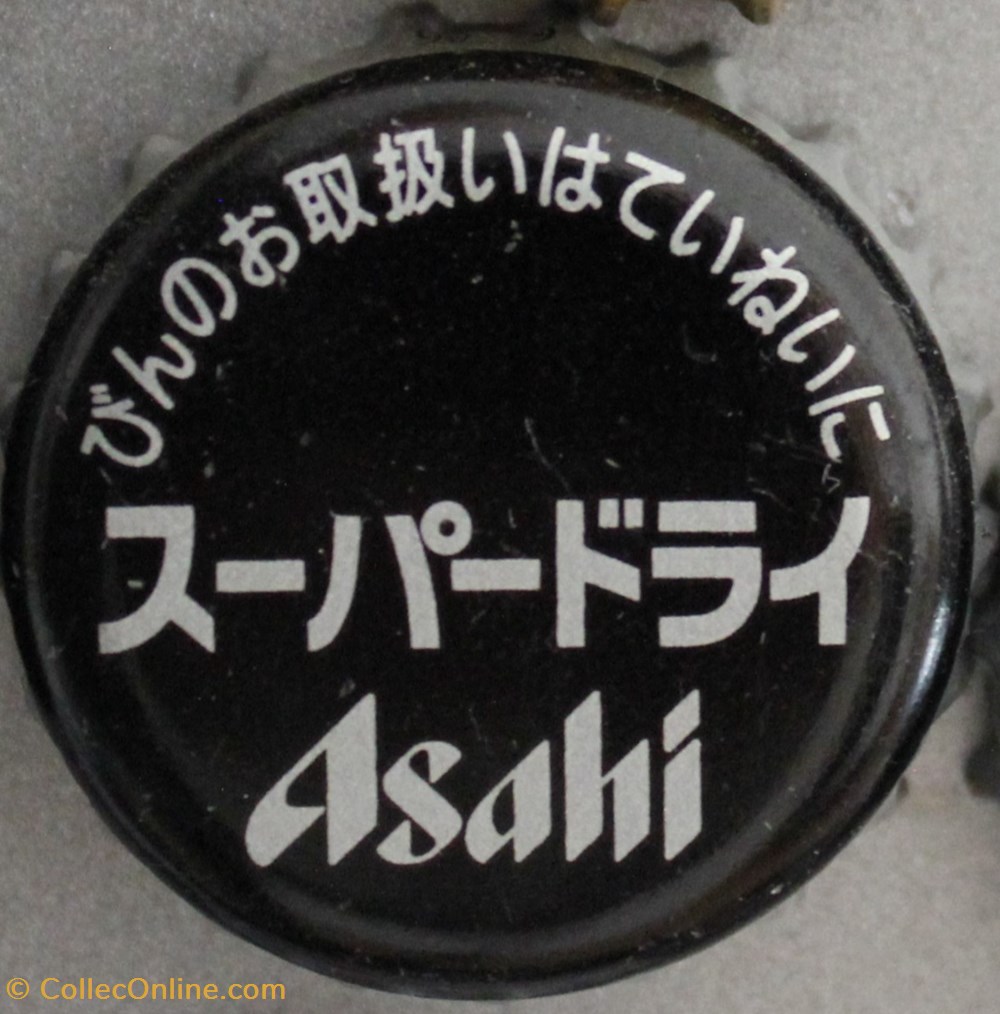 びんのお取扱いはていねいに
スーパードライ
Asahi
© CollecOnline.com